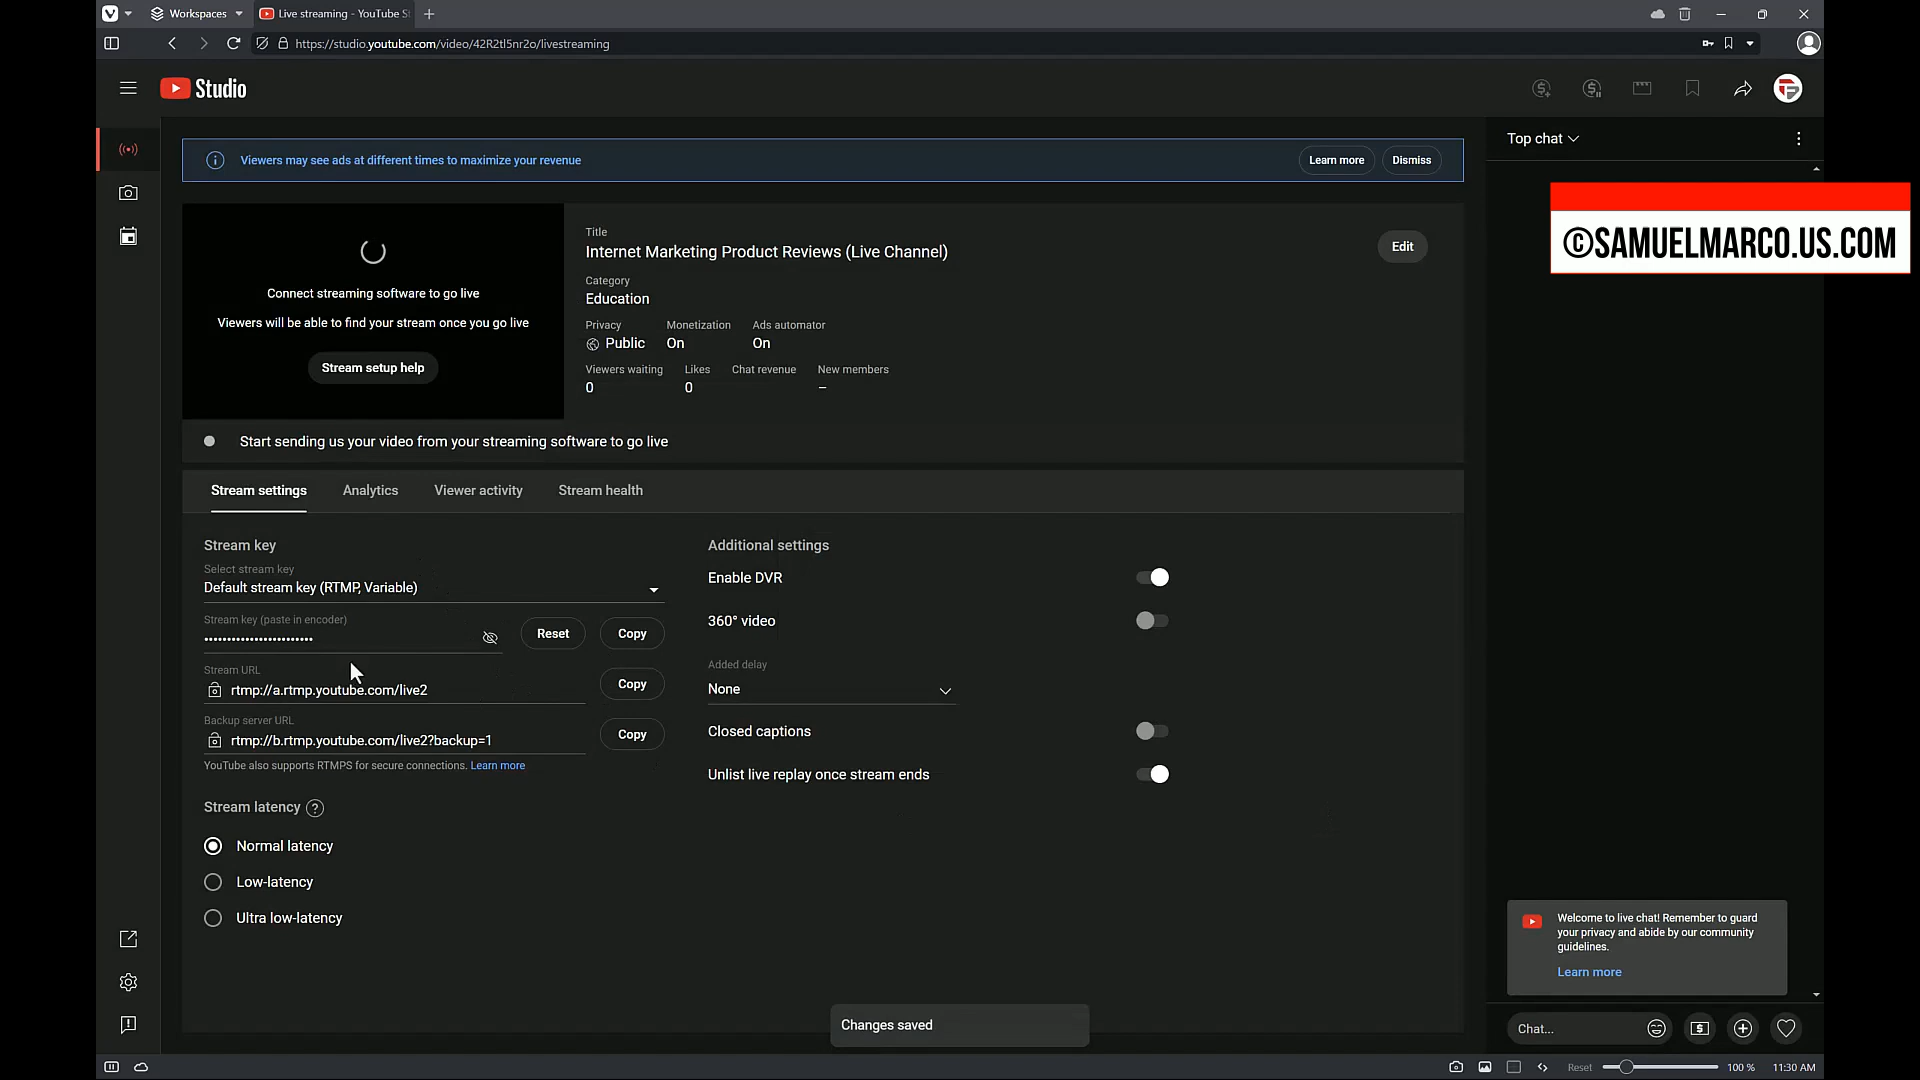 Workspaces
Live streaming - YouTube S
https://studio.youtube.com/video/42R2tl5nr2o/livestreaming
Studio
Viewers may see ads at different times to maximize your revenue
Learn more
Dismiss
Top chat
©SAMUELMARCO.US.COM
Connect streaming software to go live
Viewers will be able to find your stream once you go live
Stream setup help
Title
Internet Marketing Product Reviews (Live Channel)
Edit
Category
Education
Privacy Monetization Ads automator
Public On On
Viewers waiting Likes Chat revenue New members
0 0 –
Start sending us your video from your streaming software to go live
Stream settings Analytics Viewer activity Stream health
Stream key
Select stream key
Default stream key (RTMP, Variable)
Stream key (paste in encoder)
••••••••••••••••••••••••
Reset
Copy
Stream URL
rtmp://a.rtmp.youtube.com/live2
Copy
Backup server URL
rtmp://b.rtmp.youtube.com/live2?backup=1
Copy
YouTube also supports RTMPS for secure connections. Learn more
Stream latency
Normal latency
Low-latency
Ultra low-latency
Additional settings
Enable DVR
360° video
Added delay
None
Closed captions
Unlist live replay once stream ends
Changes saved
Welcome to live chat! Remember to guard
your privacy and abide by our community
guidelines.
Learn more
Chat...
Reset
100 %
11:30 AM